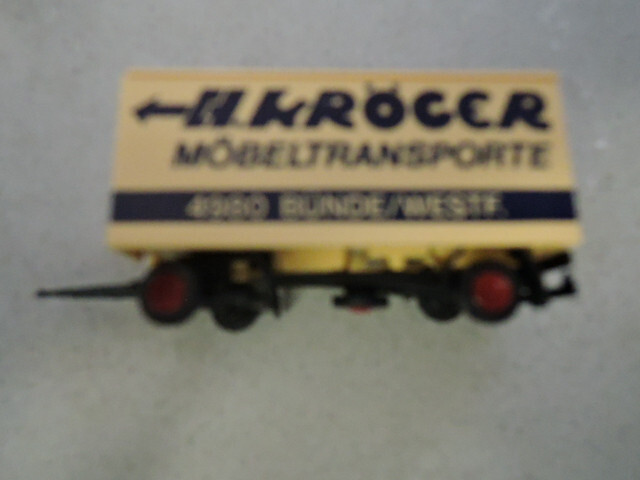 H. KRÖGER
MÖBELTRANSPORTE
4980 BÜNDE/WESTF.